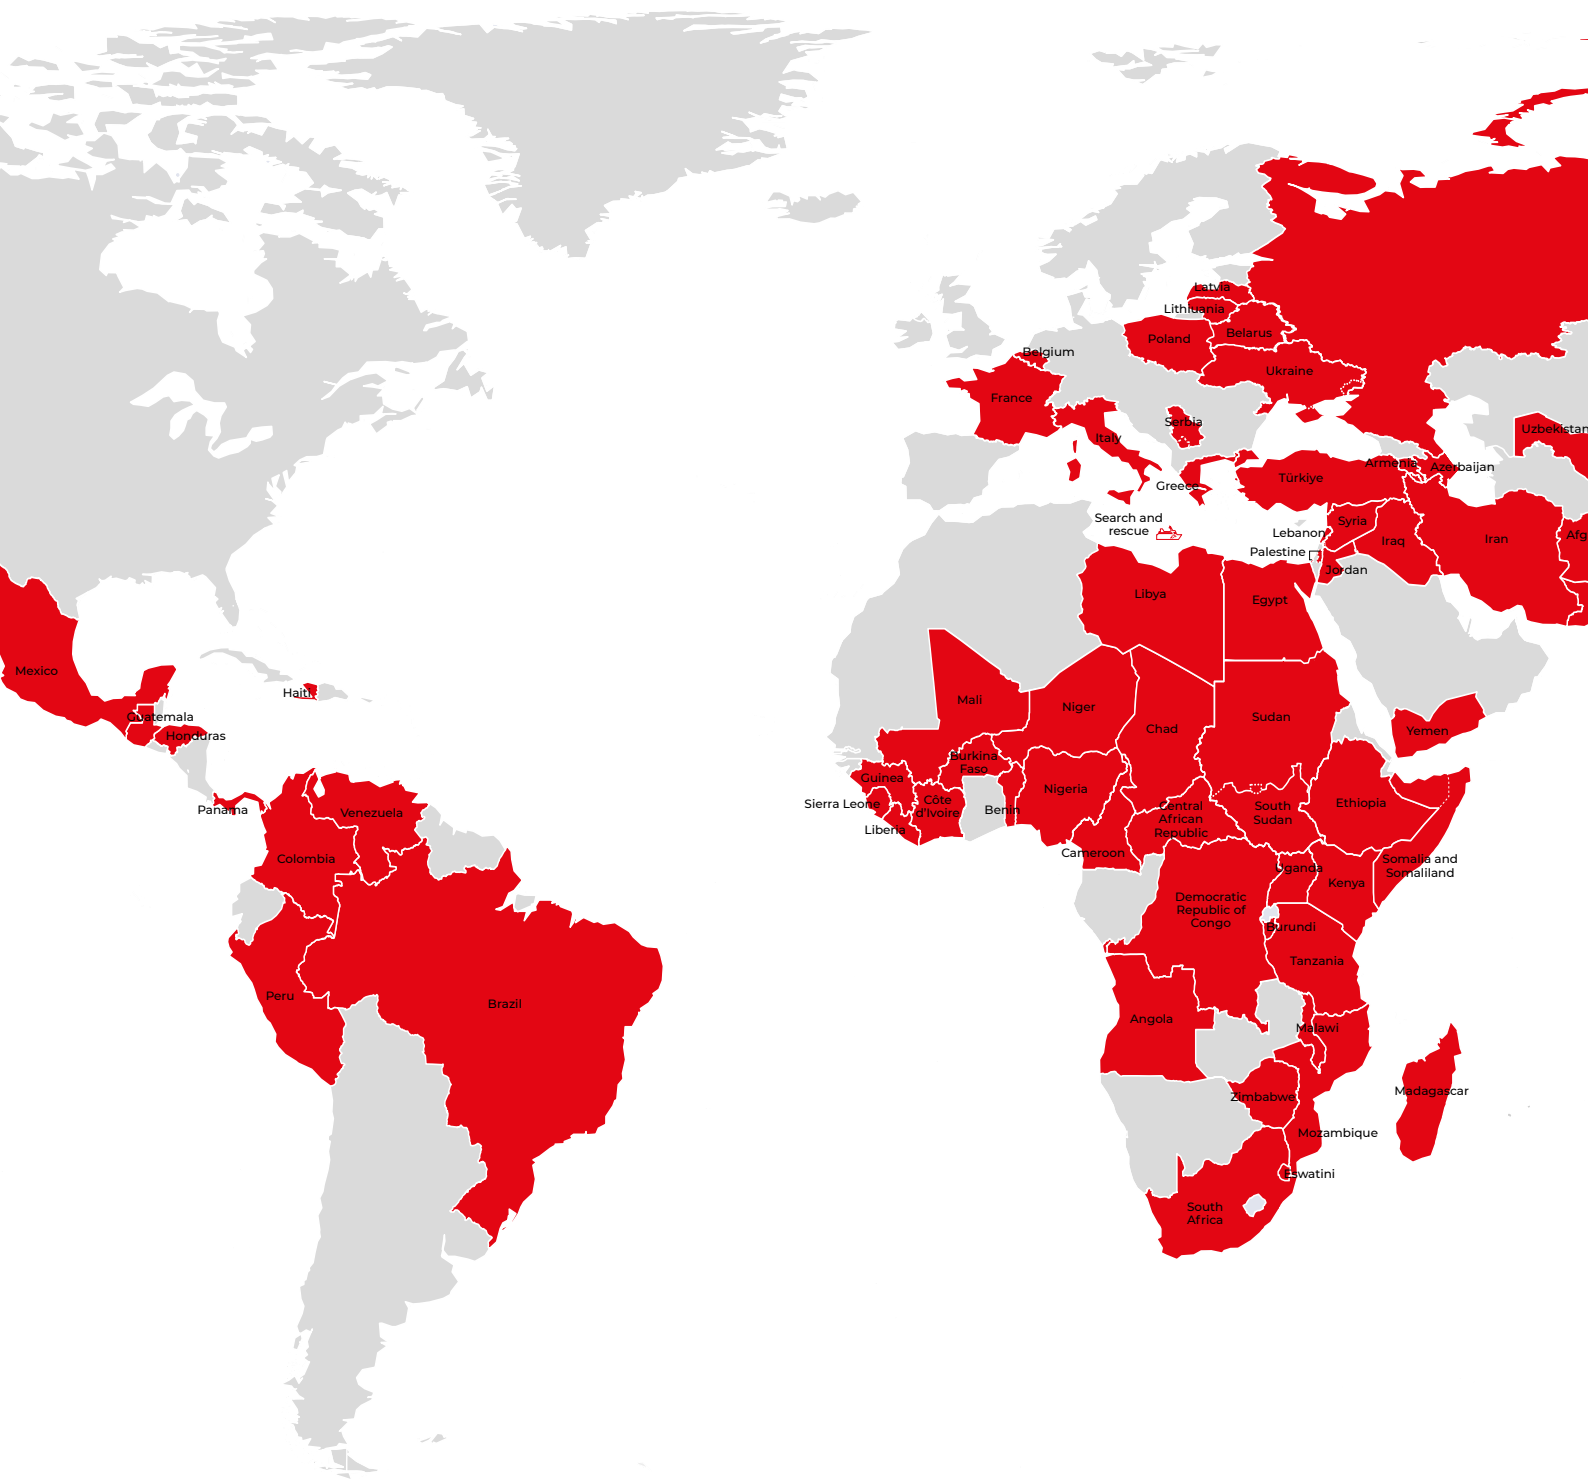 Latvia
Lithuania
Belarus
Poland
Belgium
Ukraine
France
Serbia
Uzbekistan
Italy
Armenia
Azerbaijan
Türkiye
Greece
Search and
rescue
Syria
Lebanon
Iraq
Iran
Afg
Palestine
Jordan
Libya
Egypt
Mexico
Haiti
Guatemala
Honduras
Mali
Niger
Chad
Sudan
Yemen
Burkina
Faso
Guinea
Nigeria
Sierra Leone
Côte
d'Ivoire
Benin
Liberia
Central
African
Republic
South
Sudan
Ethiopia
Panama
Venezuela
Colombia
Cameroon
Uganda
Kenya
Somalia and
Somaliland
Democratic
Republic of
Congo
Burundi
Tanzania
Peru
Brazil
Angola
Malawi
Zimbabwe
Madagascar
Mozambique
Eswatini
South
Africa